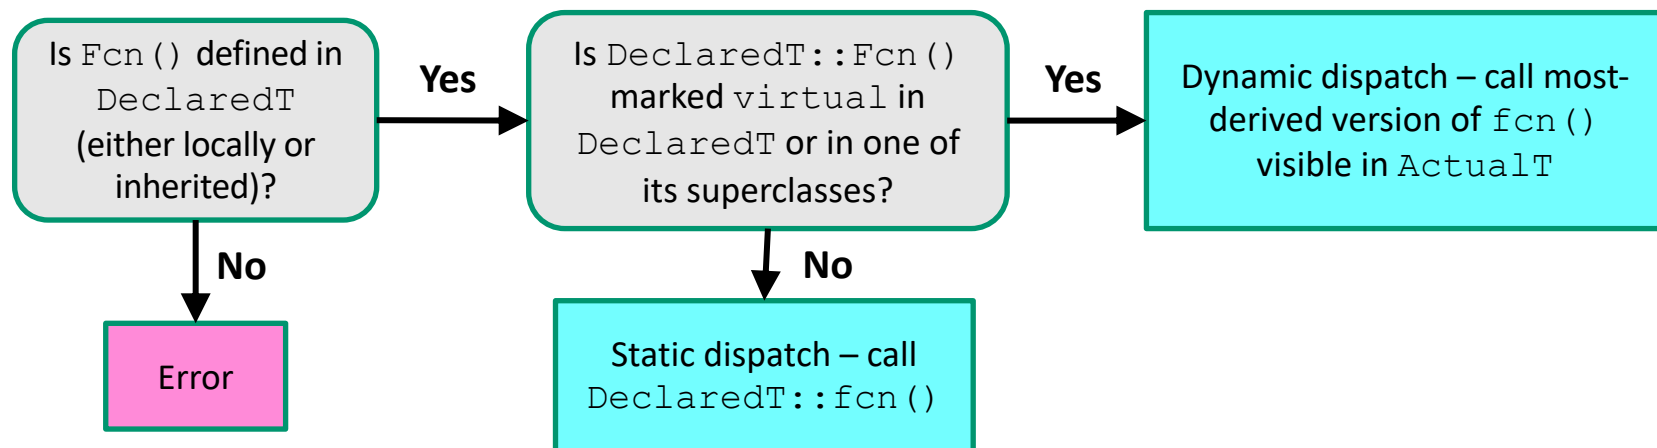 Is Fcn() defined in
DeclaredT
(either locally or
inherited)?
Yes
Is DeclaredT::Fcn()
marked virtual in
DeclaredT or in one of
its superclasses?
Yes
Dynamic dispatch – call most-
derived version of fcn()
visible in ActualT
No
Error
No
Static dispatch – call
DeclaredT::fcn()